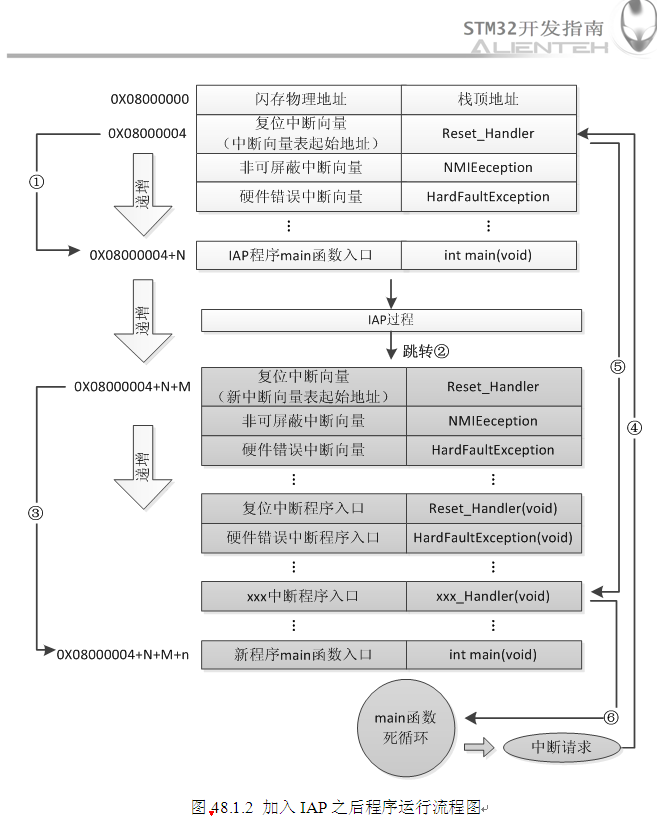 STM32开发指南
ALIENTEK
0X08000000 闪存物理地址 栈顶地址
0X08000004 复位中断向量
（中断向量表起始地址） Reset_Handler
非可屏蔽中断向量 NMIEeception
① 递增
硬件错误中断向量 HardFaultException
⋮ ⋮
0X08000004+N IAP程序main函数入口 int main(void)
递增
IAP过程
跳转②
⑤
0X08000004+N+M 复位中断向量
（新中断向量表起始地址） Reset_Handler
非可屏蔽中断向量 NMIEeception
④
硬件错误中断向量 HardFaultException
递增
⋮ ⋮
③
复位中断程序入口 Reset_Handler(void)
硬件错误中断程序入口 HardFaultException(void)
⋮ ⋮
xxx中断程序入口 xxx_Handler(void)
⋮ ⋮
0X08000004+N+M+n 新程序main函数入口 int main(void)
⑥
main函数
死循环
中断请求
图 48.1.2 加入 IAP 之后程序运行流程图